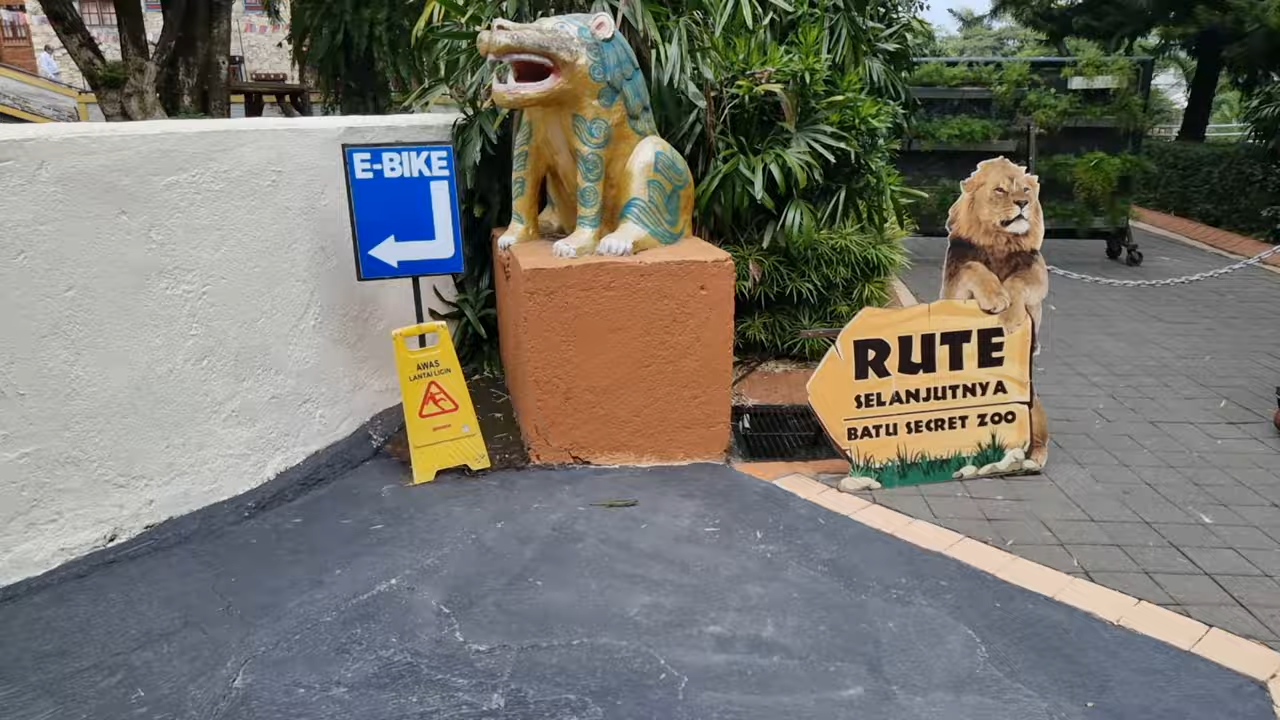 E-BIKE
AWAS
LANTAI LICIN
RUTE
SELANJUTNYA
BATU SECRET ZOO